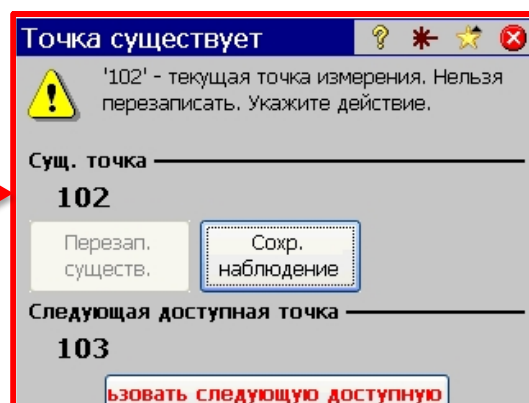 Точка существует
'102' - текущая точка измерения. Нельзя
перезаписать. Укажите действие.
Сущ. точка
102
Перезап.
существ.
Сохр.
наблюдение
Следующая доступная точка
103
ьзовать следующую доступную